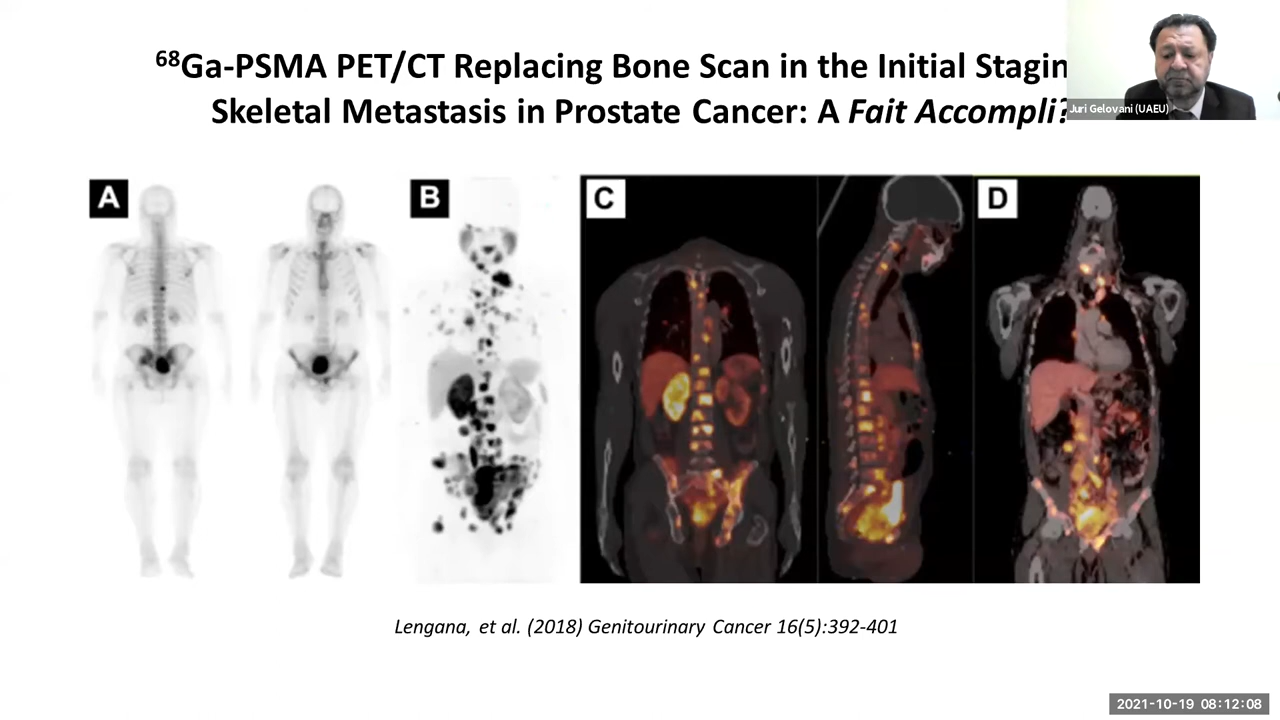 ⁶⁸Ga-PSMA PET/CT Replacing Bone Scan in the Initial Stagin
Skeletal Metastasis in Prostate Cancer: A Fait Accompli?
Juri Gelovani (UAEU)
A
B
C
D
Lengana, et al. (2018) Genitourinary Cancer 16(5):392-401
2021-10-19 08:12:08